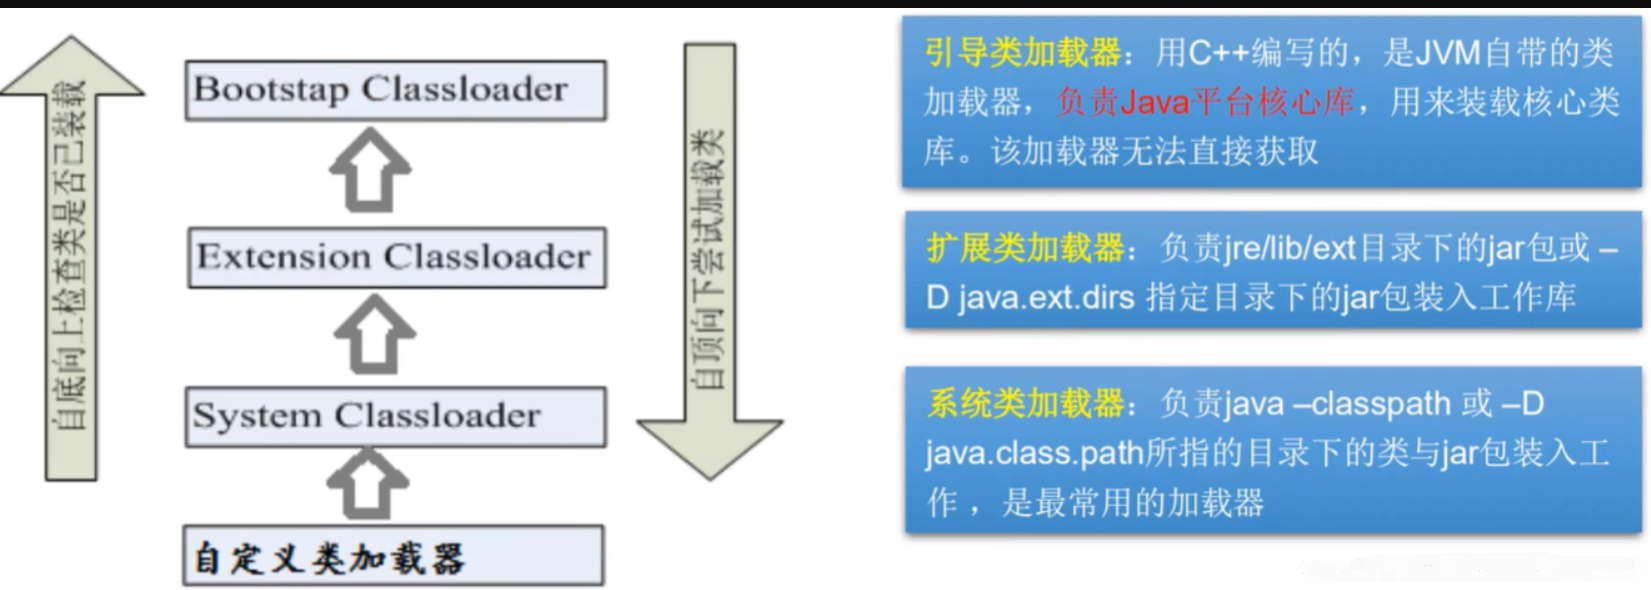 自底向上检查类是否已装载
Bootstap Classloader
Extension Classloader
System Classloader
自定义类加载器
自顶向下尝试加载类
引导类加载器：用C++编写的，是JVM自带的类
加载器，负责Java平台核心库，用来装载核心类
库。该加载器无法直接获取
扩展类加载器：负责jre/lib/ext目录下的jar包或 –
D java.ext.dirs 指定目录下的jar包装入工作库
系统类加载器：负责java –classpath 或 –D
java.class.path所指的目录下的类与jar包装入工
作 ，是最常用的加载器